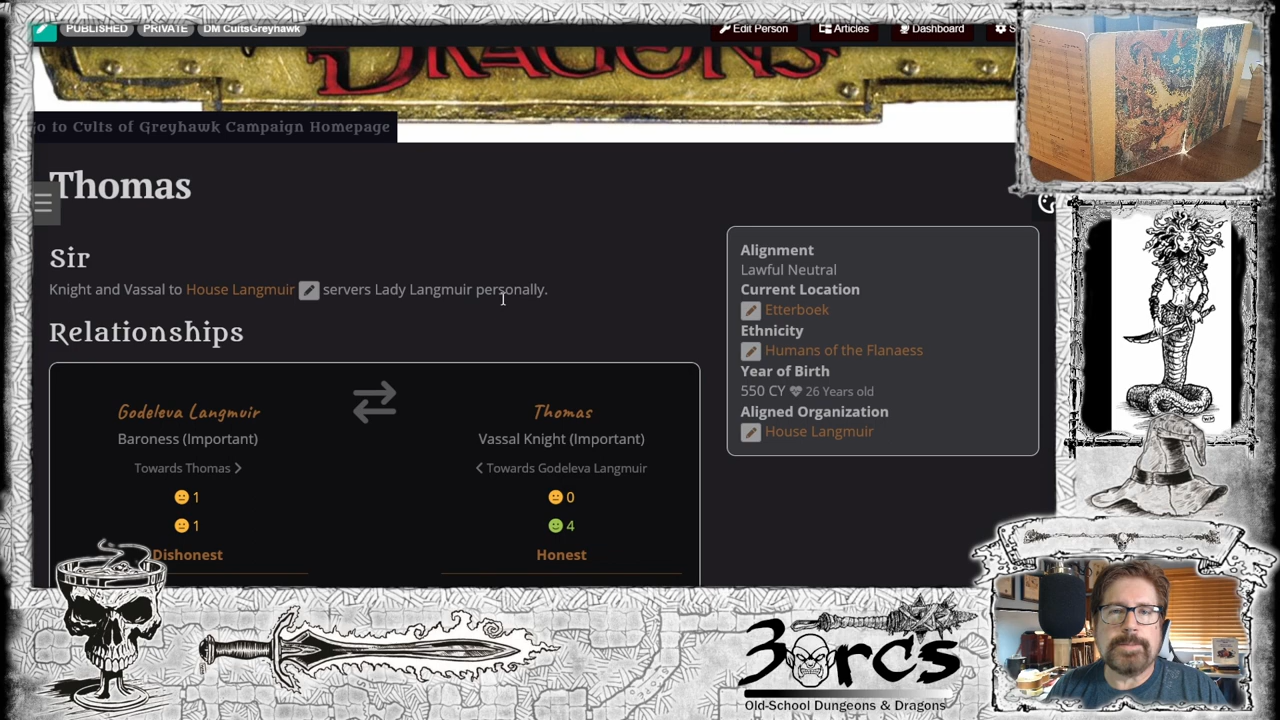 PUBLISHED PRIVATE DM CultsGreyhawk Edit Person Articles Dashboard S
DRAGONS
o to Cults of Greyhawk Campaign Homepage
Thomas
Sir
Knight and Vassal to House Langmuir servers Lady Langmuir personally.
Relationships
Godeleva Langmuir
Baroness (Important)
Towards Thomas
1
1
Dishonest
Thomas
Vassal Knight (Important)
Towards Godeleva Langmuir
0
4
Honest
Alignment
Lawful Neutral
Current Location
Etterboek
Ethnicity
Humans of the Flanaess
Year of Birth
550 CY 26 Years old
Aligned Organization
House Langmuir
3 orcs
Old-School Dungeons & Dragons